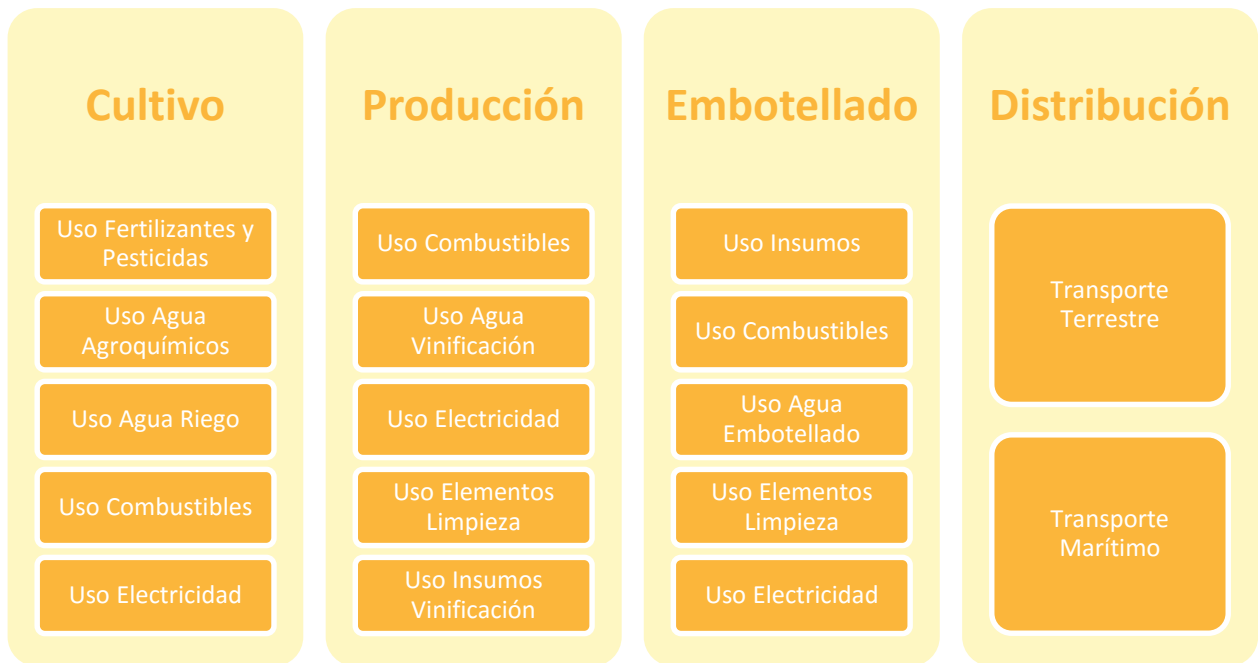 Cultivo
Uso Fertilizantes y
Pesticidas
Uso Agua
Agroquímicos
Uso Agua Riego
Uso Combustibles
Uso Electricidad
Producción
Uso Combustibles
Uso Agua
Vinificación
Uso Electricidad
Uso Elementos
Limpieza
Uso Insumos
Vinificación
Embotellado
Uso Insumos
Uso Combustibles
Uso Agua
Embotellado
Uso Elementos
Limpieza
Uso Electricidad
Distribución
Transporte
Terrestre
Transporte
Marítimo